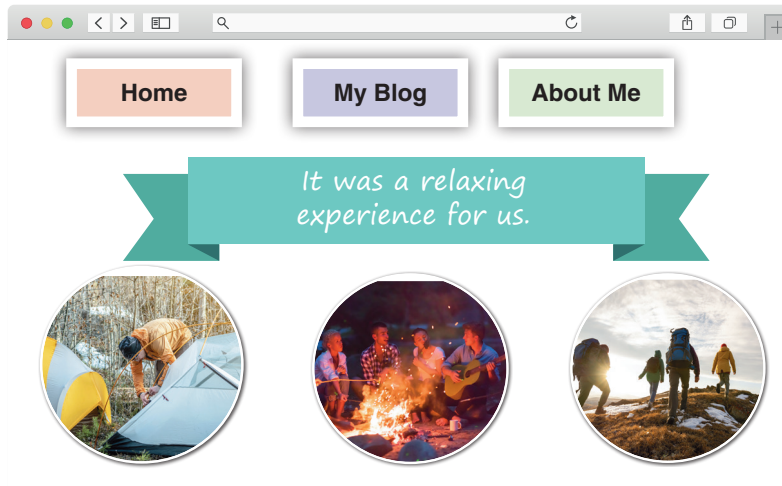 Home
My Blog
About Me
It was a relaxing
experience for us.